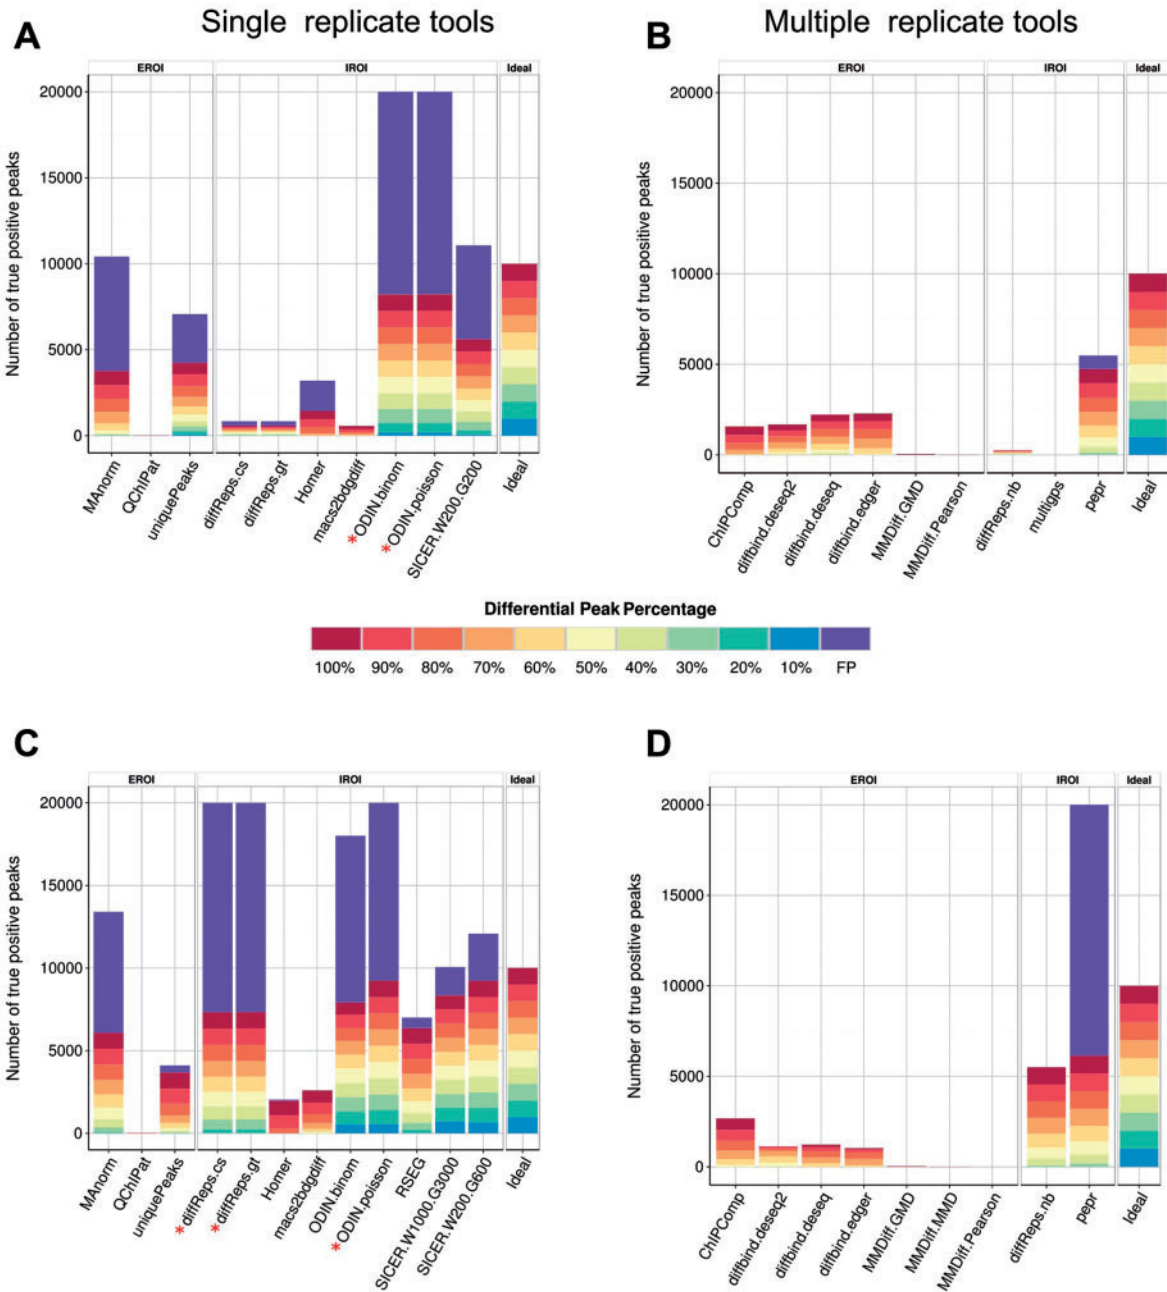 A
Single replicate tools
B
Multiple replicate tools
EROI
IROI
Ideal
EROI
IROI
Ideal
Number of true positive peaks
20000
15000
10000
5000
0
MAnorm
QChIPat
uniquePeaks
diffReps.cs
diffReps.gt
Homer
macs2bdgdiff
*ODIN.binom
*ODIN.poisson
SICER.W200.G200
Ideal
Number of true positive peaks
20000
15000
10000
5000
0
ChIPComp
diffbind.deseq2
diffbind.deseq
diffbind.edger
MMDiff.GMD
MMDiff.Pearson
diffReps.nb
multigps
pepr
Ideal
Differential Peak Percentage
100% 90% 80% 70% 60% 50% 40% 30% 20% 10% FP
C
D
EROI
IROI
Ideal
EROI
IROI
Ideal
Number of true positive peaks
20000
15000
10000
5000
0
MAnorm
QChIPat
uniquePeaks
*diffReps.cs
*diffReps.gt
Homer
macs2bdgdiff
ODIN.binom
*ODIN.poisson
RSEG
SICER.W1000.G3000
SICER.W200.G600
Ideal
Number of true positive peaks
20000
15000
10000
5000
0
ChIPComp
diffbind.deseq2
diffbind.deseq
diffbind.edger
MMDiff.GMD
MMDiff.MMD
MMDiff.Pearson
diffReps.nb
pepr
Ideal